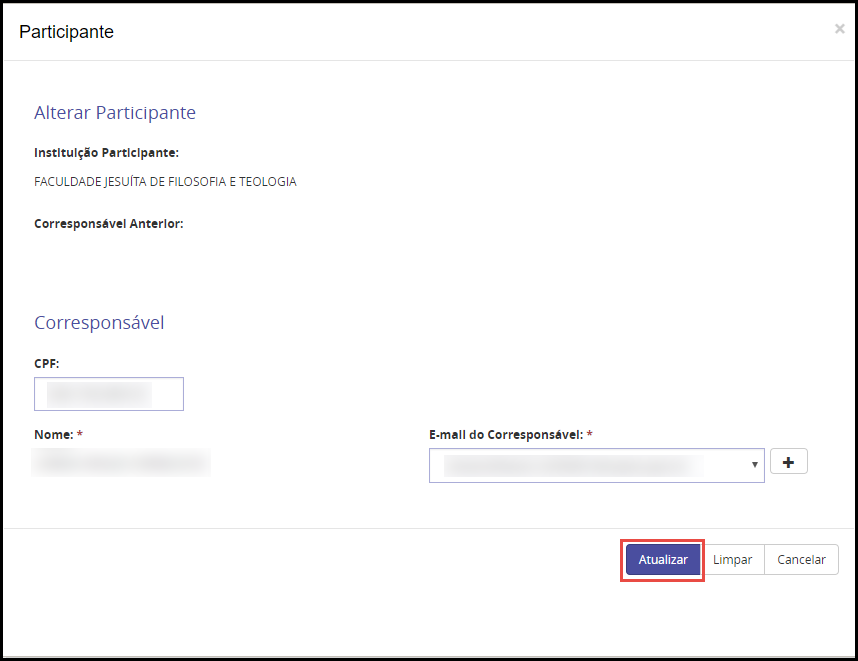 Participante
×
Alterar Participante
Instituição Participante:
FACULDADE JESUÍTA DE FILOSOFIA E TEOLOGIA
Corresponsável Anterior:
Corresponsável
CPF:
Nome: * E-mail do Corresponsável: *
Atualizar Limpar Cancelar